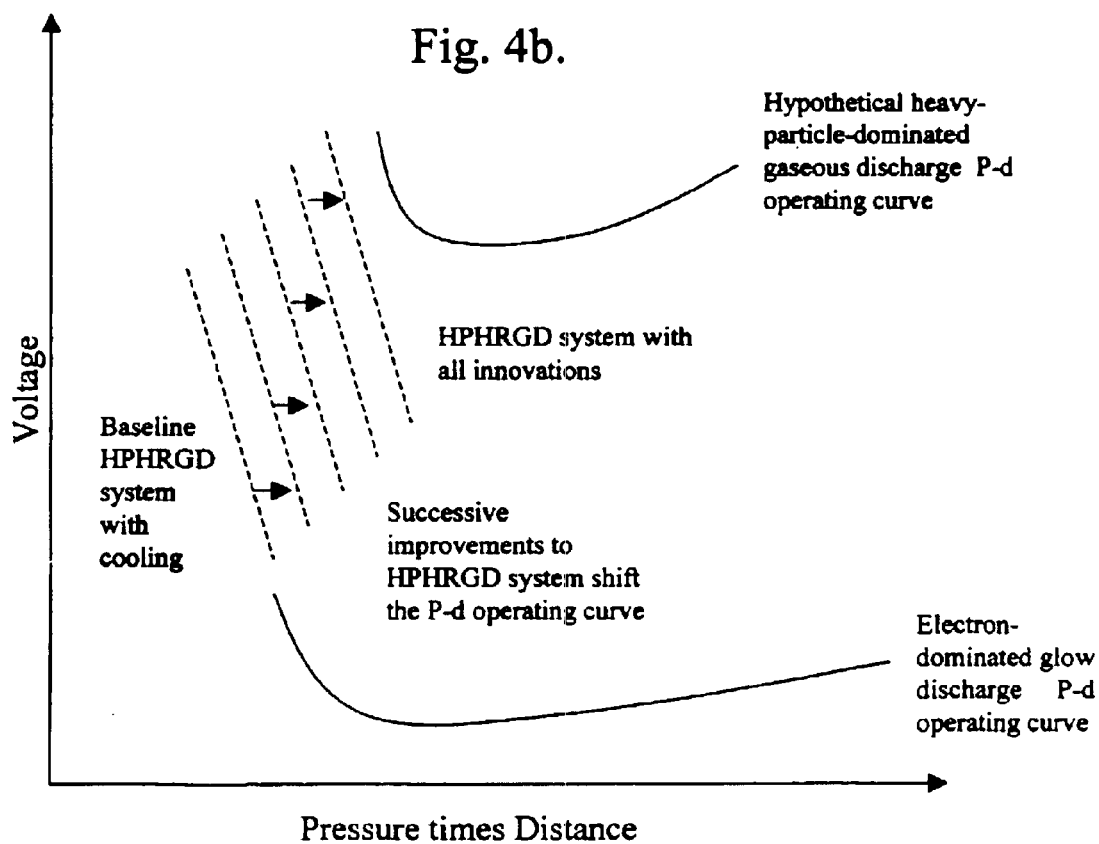 Fig. 4b.
Hypothetical heavy-
particle-dominated
gaseous discharge P-d
operating curve
HPHRGD system with
all innovations
Voltage
Baseline
HPHRGD
system
with
cooling
Successive
improvements to
HPHRGD system shift
the P-d operating curve
Electron-
dominated glow
discharge P-d
operating curve
Pressure times Distance